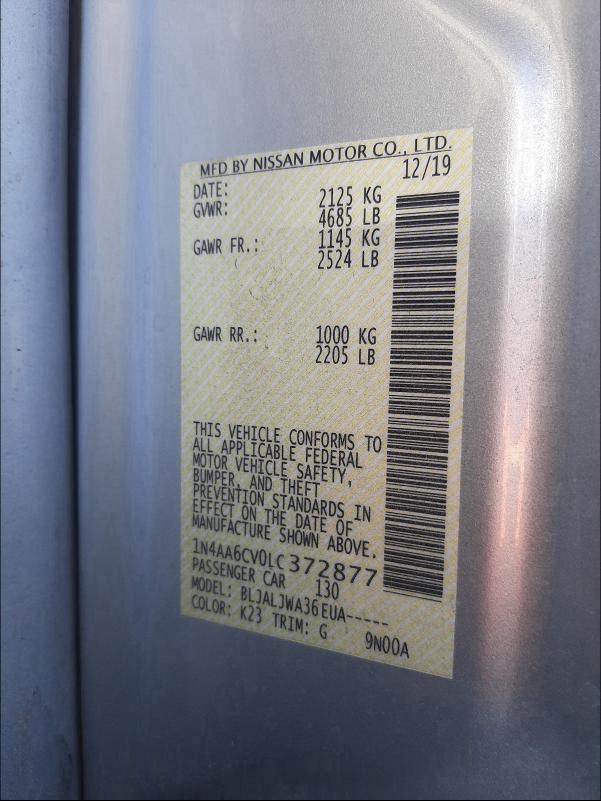 MFD BY NISSAN MOTOR CO., LTD.
DATE: 12/19
GVWR: 2125 KG
4685 LB
GAWR FR.: 1145 KG
2524 LB
GAWR RR.: 1000 KG
2205 LB
THIS VEHICLE CONFORMS TO
ALL APPLICABLE FEDERAL
MOTOR VEHICLE SAFETY,
BUMPER, AND THEFT
PREVENTION STANDARDS IN
EFFECT ON THE DATE OF
MANUFACTURE SHOWN ABOVE.
1N4AA6CV0LC372877
PASSENGER CAR 130
MODEL: BLJALJWA36EUA-----
COLOR: K23 TRIM: G 9N00A